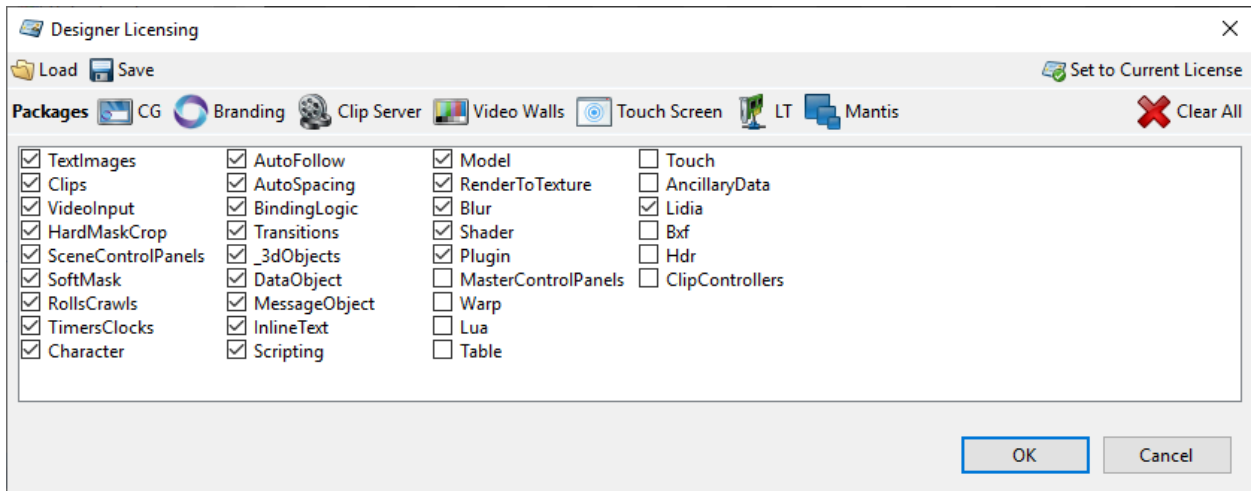 Designer Licensing
Load Save Set to Current License
Packages CG Branding Clip Server Video Walls Touch Screen LT Mantis Clear All
TextImages AutoFollow Model Touch
Clips AutoSpacing RenderToTexture AncillaryData
VideoInput BindingLogic Blur Lidia
HardMaskCrop Transitions Shader Bxf
SceneControlPanels _3dObjects Plugin Hdr
SoftMask DataObject MasterControlPanels ClipControllers
RollsCrawls MessageObject Warp
TimersClocks InlineText Lua
Character Scripting Table
OK Cancel